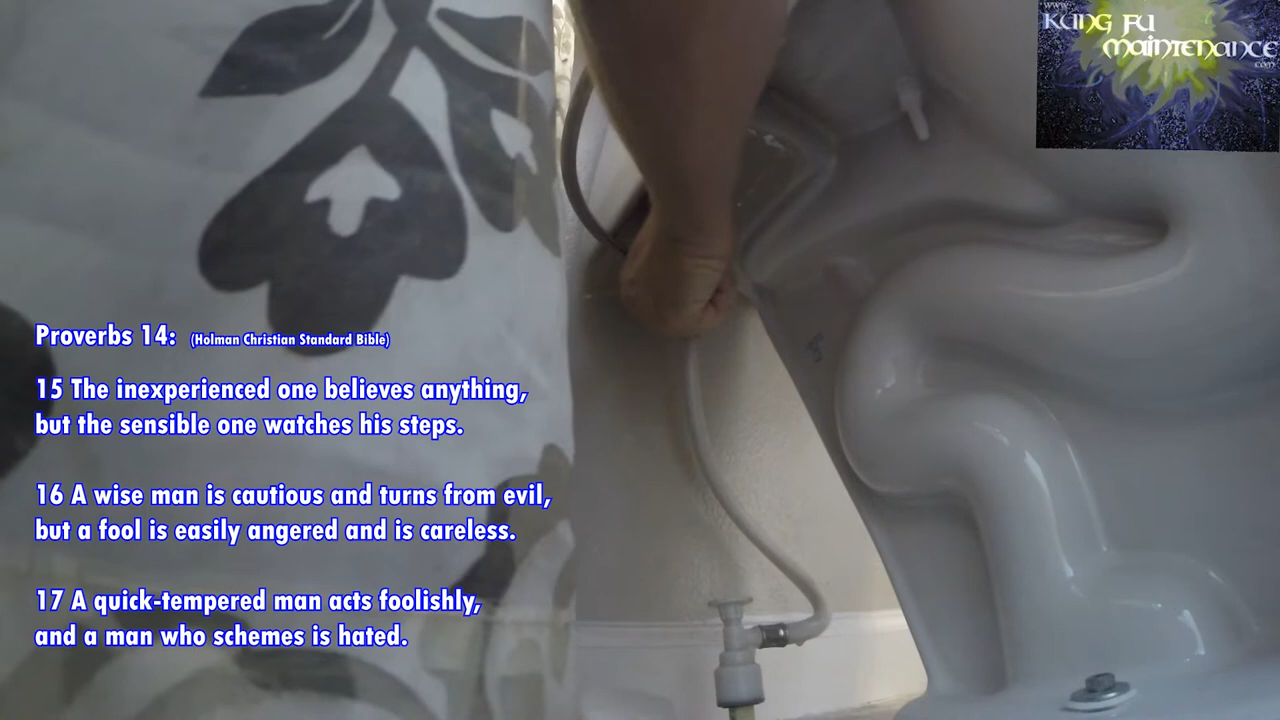 www.
KUNG FU
MAINTENANCE
.com
Proverbs 14: (Holman Christian Standard Bible)
15 The inexperienced one believes anything,
but the sensible one watches his steps.
16 A wise man is cautious and turns from evil,
but a fool is easily angered and is careless.
17 A quick-tempered man acts foolishly,
and a man who schemes is hated.